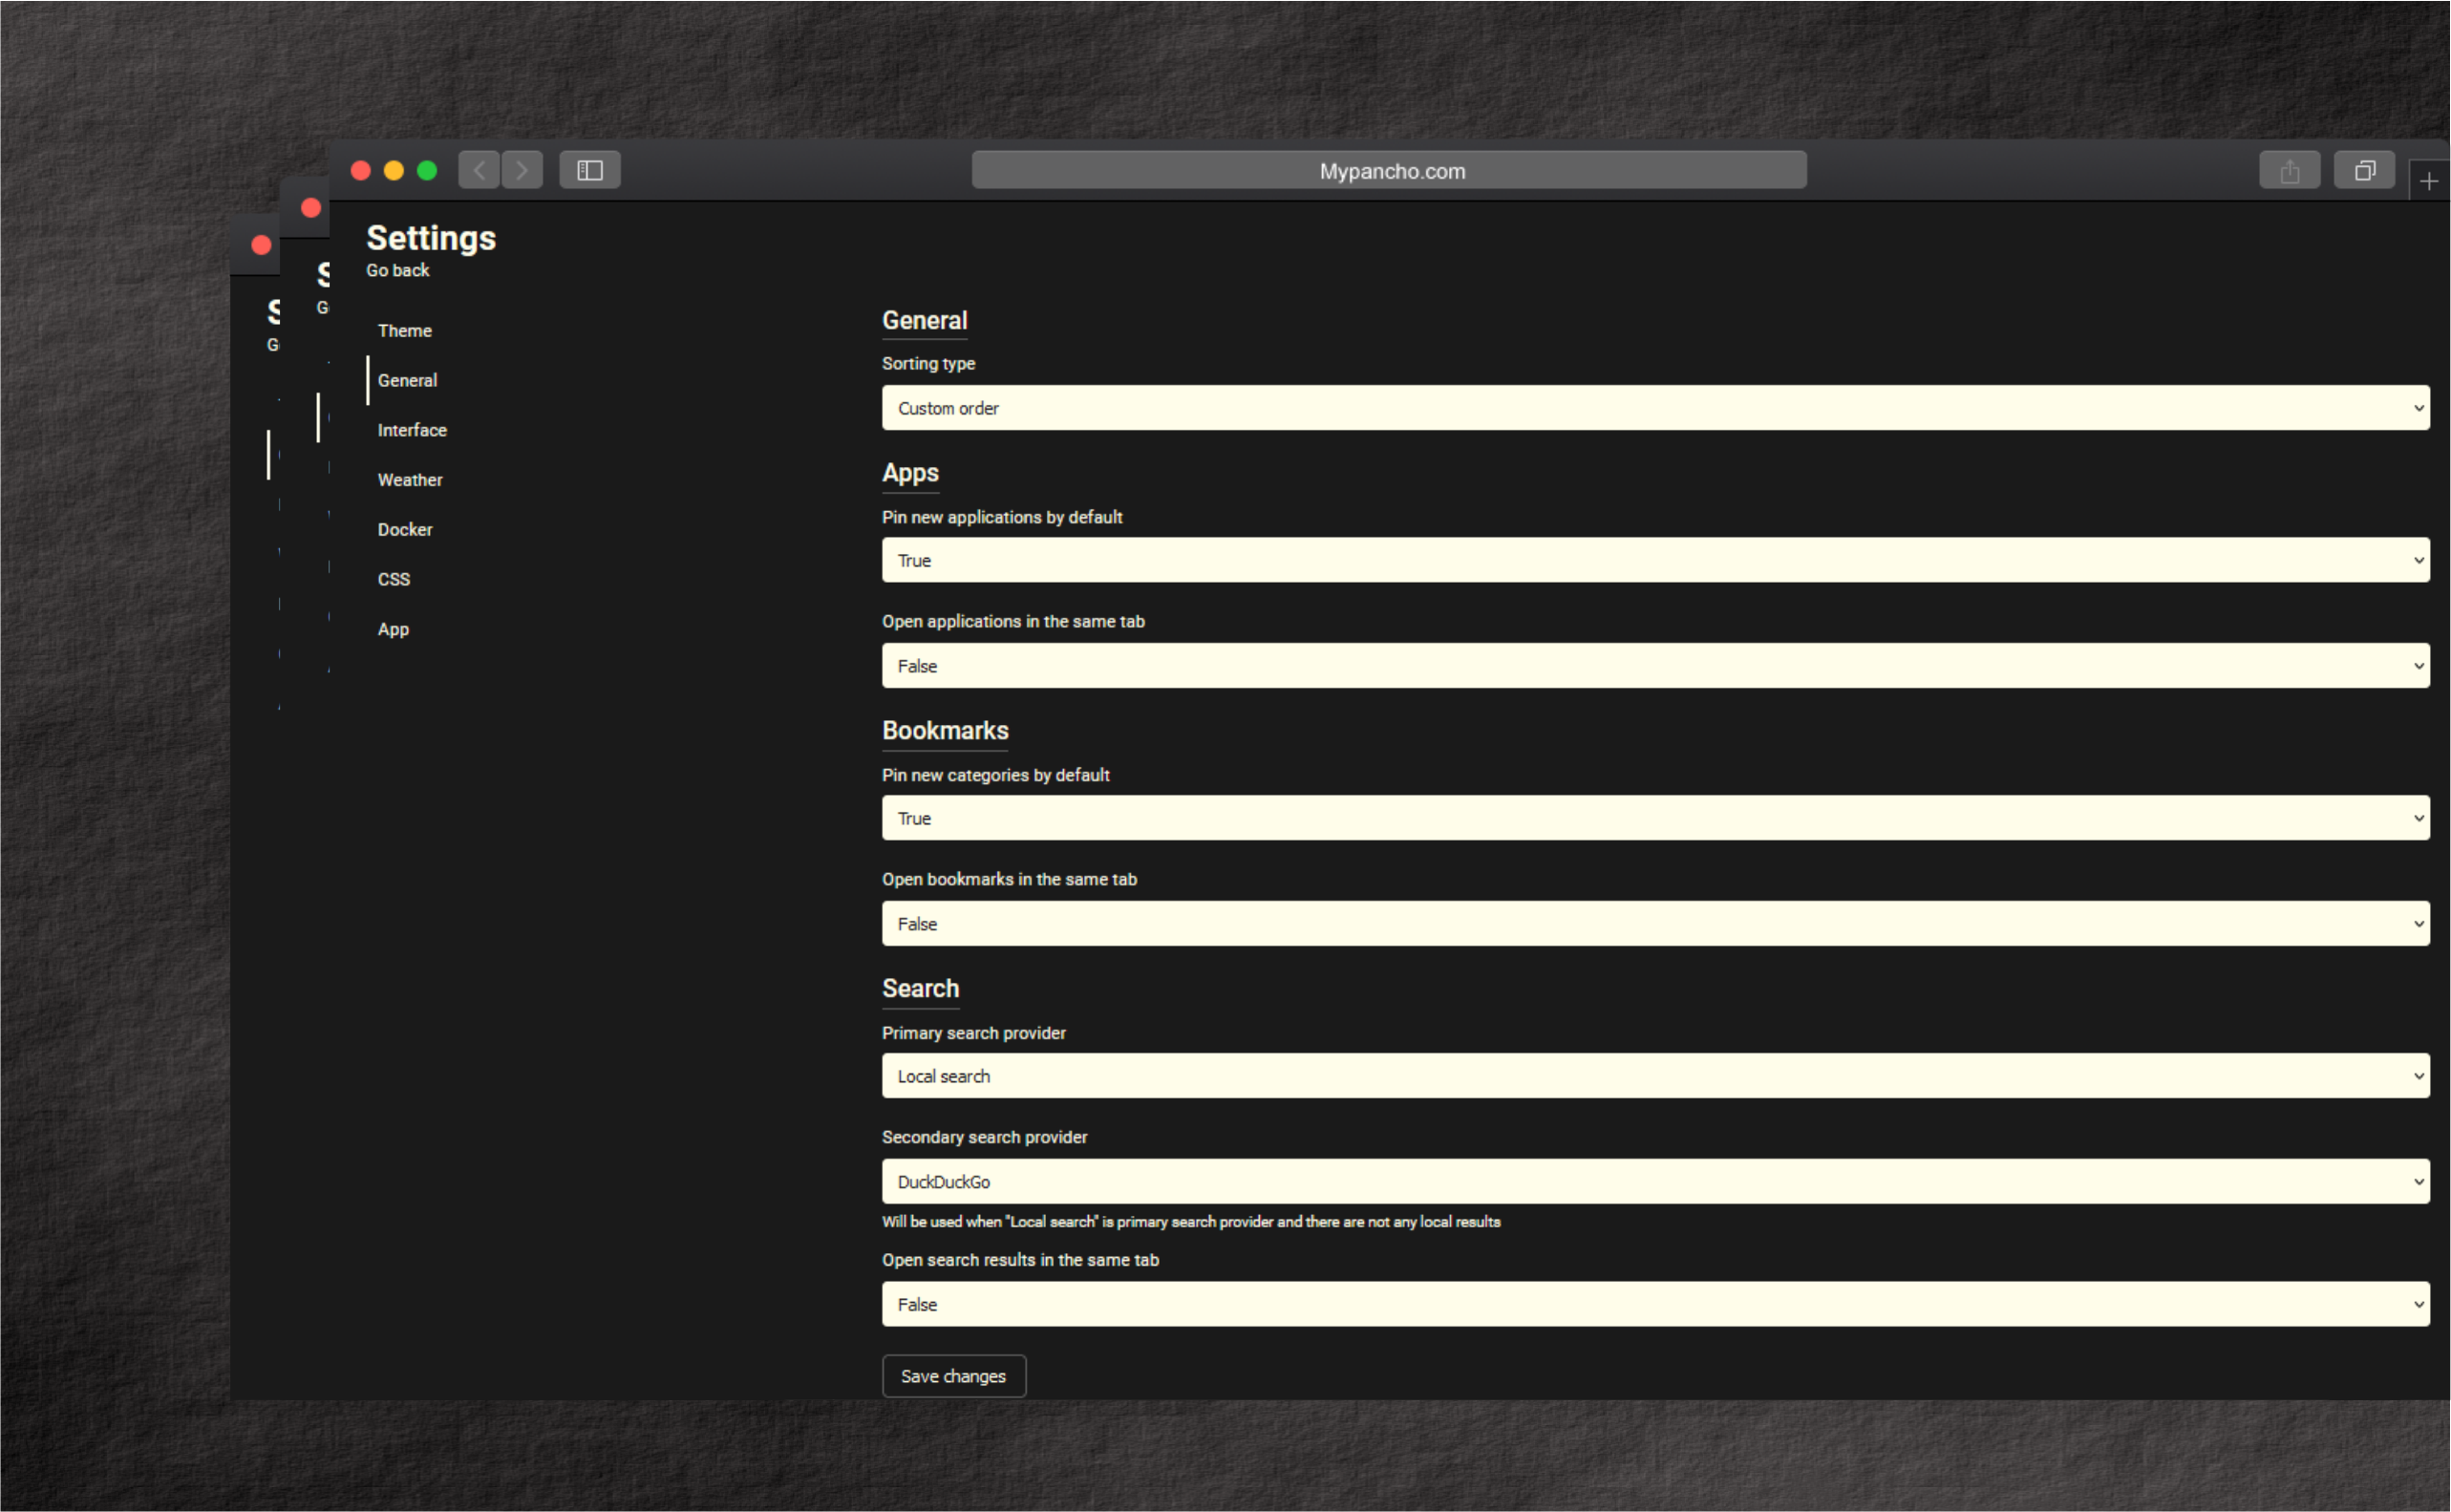 Mypancho.com
Settings
Go back
Theme
General
Interface
Weather
Docker
CSS
App
General
Sorting type
Custom order
Apps
Pin new applications by default
True
Open applications in the same tab
False
Bookmarks
Pin new categories by default
True
Open bookmarks in the same tab
False
Search
Primary search provider
Local search
Secondary search provider
DuckDuckGo
Will be used when "Local search" is primary search provider and there are not any local results
Open search results in the same tab
False
Save changes